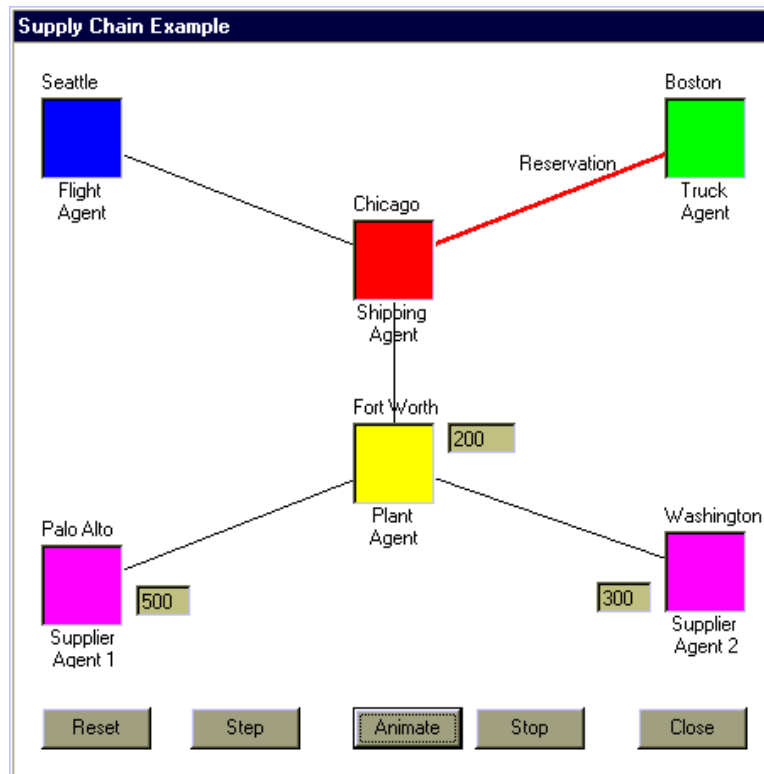 Supply Chain Example
Seattle
Boston
Reservation
Flight
Agent
Truck
Agent
Chicago
Shipping
Agent
Fort Worth
200
Plant
Agent
Palo Alto
Washington
500
300
Supplier
Agent 1
Supplier
Agent 2
Reset
Step
Animate
Stop
Close